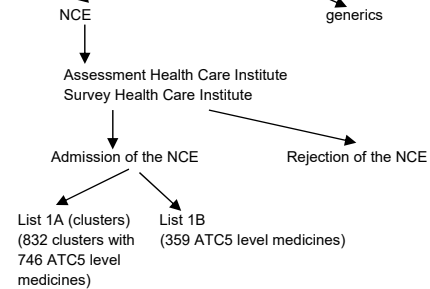 NCE
generics
Assessment Health Care Institute
Survey Health Care Institute
Admission of the NCE
Rejection of the NCE
List 1A (clusters)
(832 clusters with
746 ATC5 level
medicines)
List 1B
(359 ATC5 level medicines)